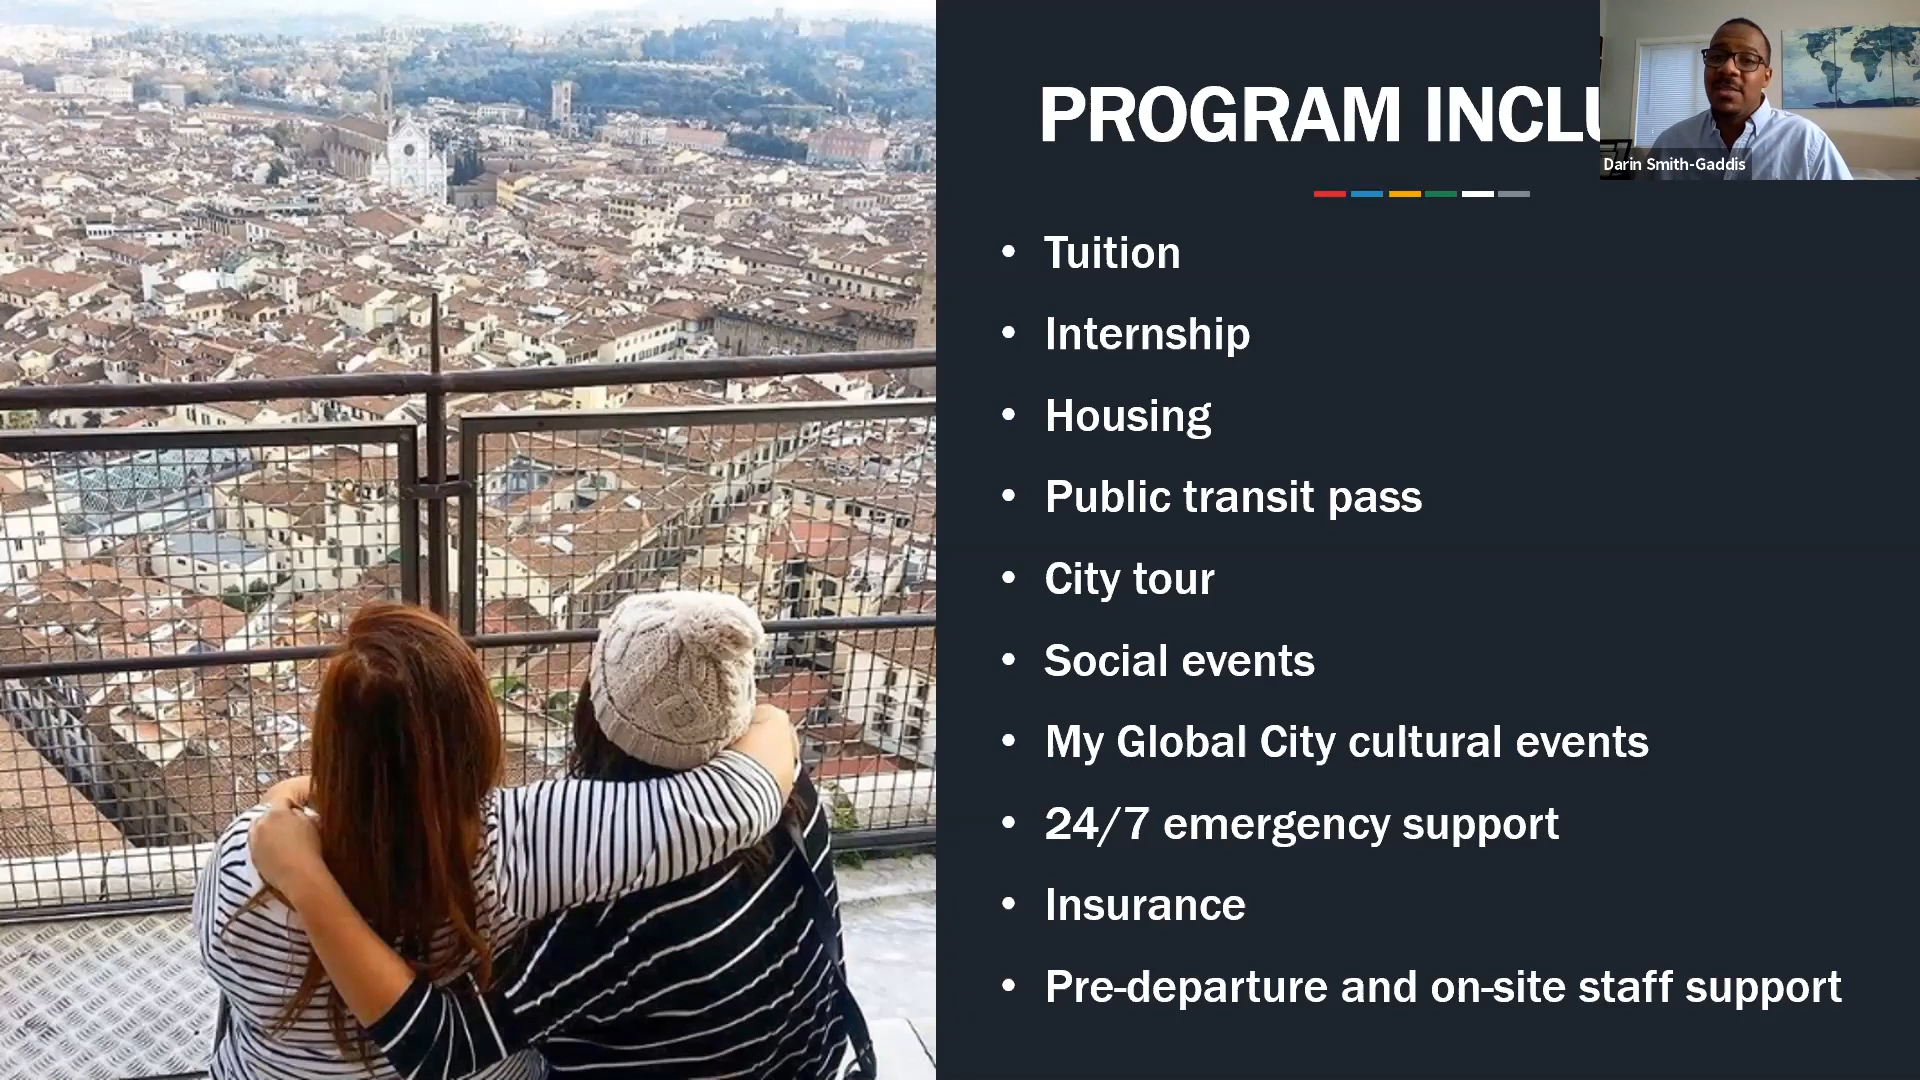 PROGRAM INCLU
Darin Smith-Gaddis
• Tuition
• Internship
• Housing
• Public transit pass
• City tour
• Social events
• My Global City cultural events
• 24/7 emergency support
• Insurance
• Pre-departure and on-site staff support